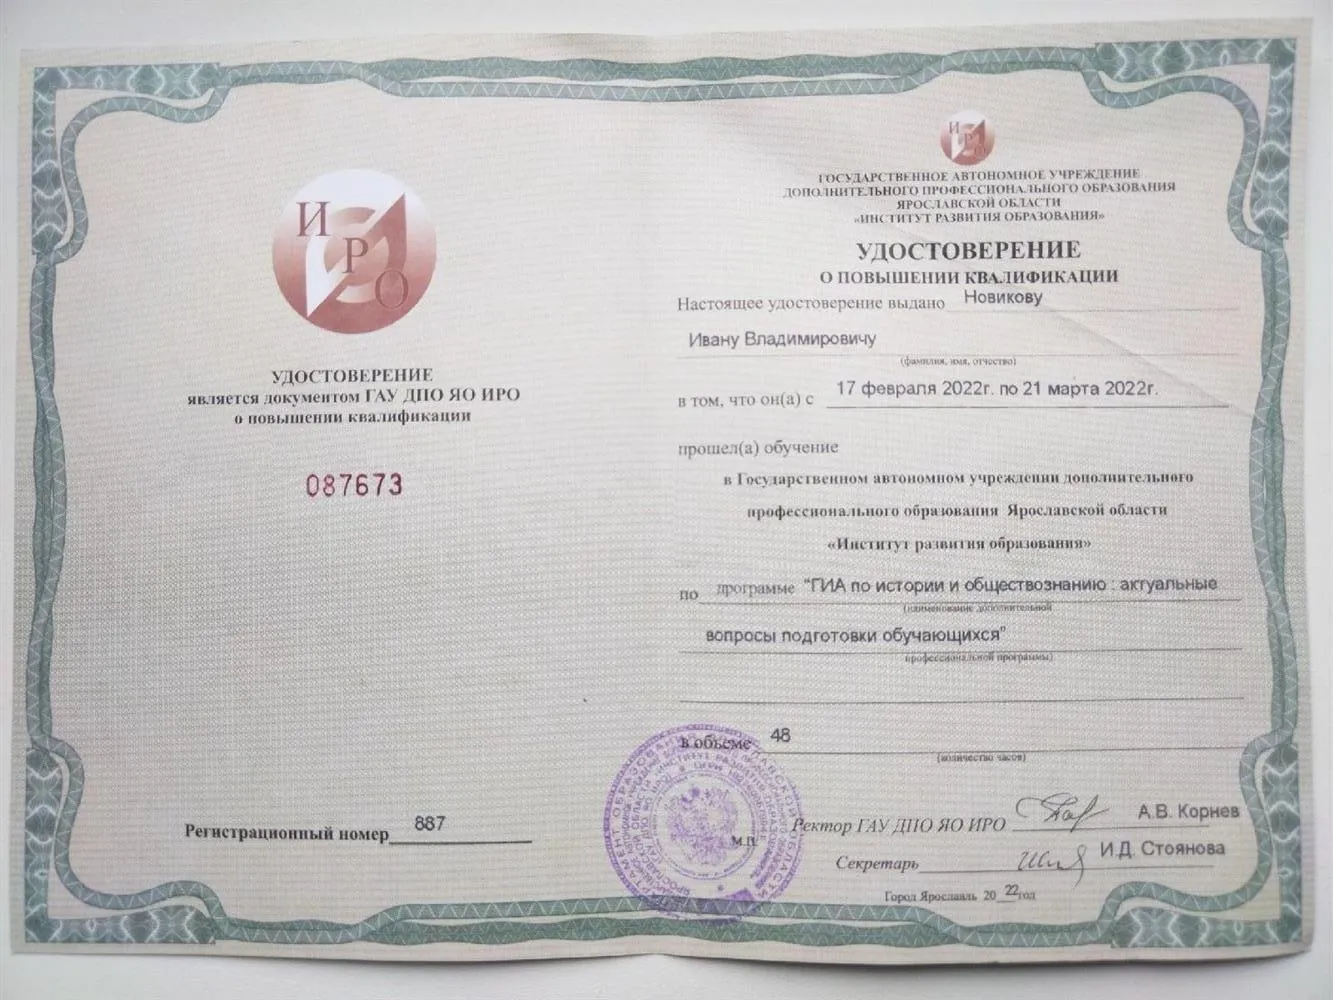 И
Р
О
УДОСТОВЕРЕНИЕ
является документом ГАУ ДПО ЯО ИРО
о повышении квалификации
087673
Регистрационный номер 887
И
Р
О
ГОСУДАРСТВЕННОЕ АВТОНОМНОЕ УЧРЕЖДЕНИЕ
ДОПОЛНИТЕЛЬНОГО ПРОФЕССИОНАЛЬНОГО ОБРАЗОВАНИЯ
ЯРОСЛАВСКОЙ ОБЛАСТИ
«ИНСТИТУТ РАЗВИТИЯ ОБРАЗОВАНИЯ»
УДОСТОВЕРЕНИЕ
О ПОВЫШЕНИИ КВАЛИФИКАЦИИ
Настоящее удостоверение выдано Новикову
Ивану Владимировичу
(фамилия, имя, отчество)
в том, что он(а) с 17 февраля 2022г. по 21 марта 2022г.
прошел(а) обучение
в Государственном автономном учреждении дополнительного
профессионального образования Ярославской области
«Институт развития образования»
по программе "ГИА по истории и обществознанию : актуальные
(наименование дополнительной
вопросы подготовки обучающихся"
профессиональной программы)
в объеме 48
(количество часов)
М.П.
Ректор ГАУ ДПО ЯО ИРО А.В. Корнев
Секретарь И.Д. Стоянова
Город Ярославль 20 22 год